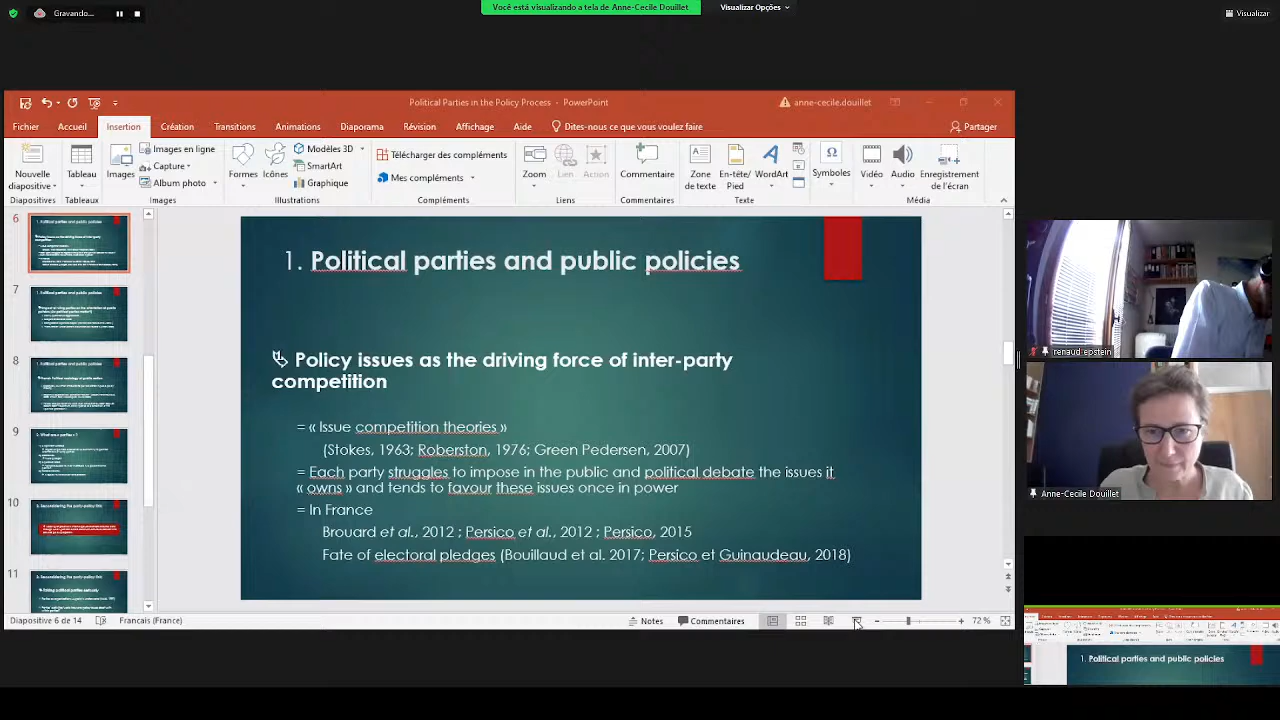 Gravando...
Você está visualizando a tela de Anne-Cecile Douillet
Visualizar Opções
Visualizar
Political Parties in the Policy Process - PowerPoint
anne-cecile.douillet
Fichier Accueil Insertion Création Transitions Animations Diaporama Révision Affichage Aide Dites-nous ce que vous voulez faire Partager
Nouvelle diapositive
Diapositives
Tableau
Tableaux
Images
Images en ligne
Capture
Album photo
Images
Formes
Icônes
Modèles 3D
SmartArt
Graphique
Illustrations
Télécharger des compléments
Mes compléments
Compléments
Zoom
Lien
Action
Liens
Commentaire
Commentaires
Zone de texte
En-tête/Pied
WordArt
Texte
Symboles
Vidéo
Audio
Enregistrement de l'écran
Média
6
7
8
9
10
11
1. Political parties and public policies
Policy issues as the driving force of inter-party
competition
= « Issue competition theories »
(Stokes, 1963; Roberston, 1976; Green Pedersen, 2007)
= Each party struggles to impose in the public and political debate the issues it
« owns » and tends to favour these issues once in power
= In France
Brouard et al., 2012 ; Persico et al., 2012 ; Persico, 2015
Fate of electoral pledges (Bouillaud et al. 2017; Persico et Guinaudeau, 2018)
renaud epstein
Anne-Cecile Douillet
1. Political parties and public policies
Diapositive 6 de 14
Français (France)
Notes
Commentaires
72 %